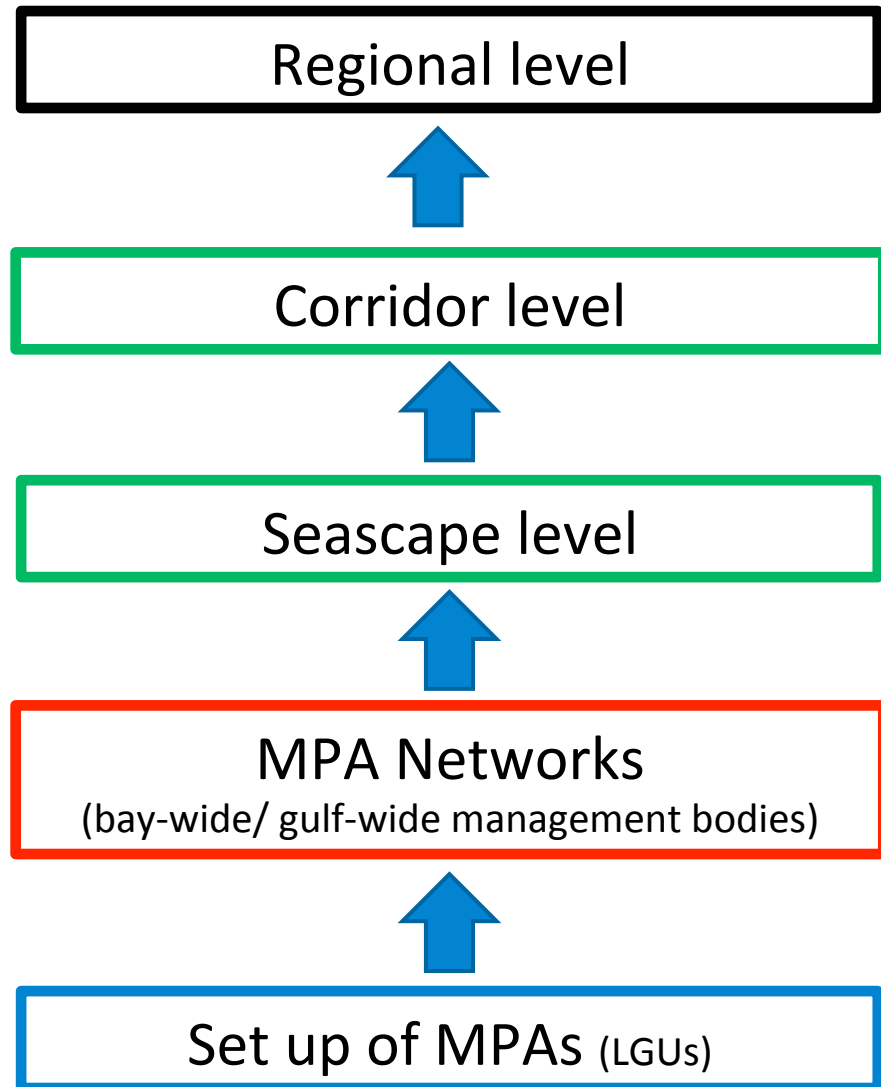 Regional level
Corridor level
Seascape level
MPA Networks
(bay-wide/ gulf-wide management bodies)
Set up of MPAs (LGUs)